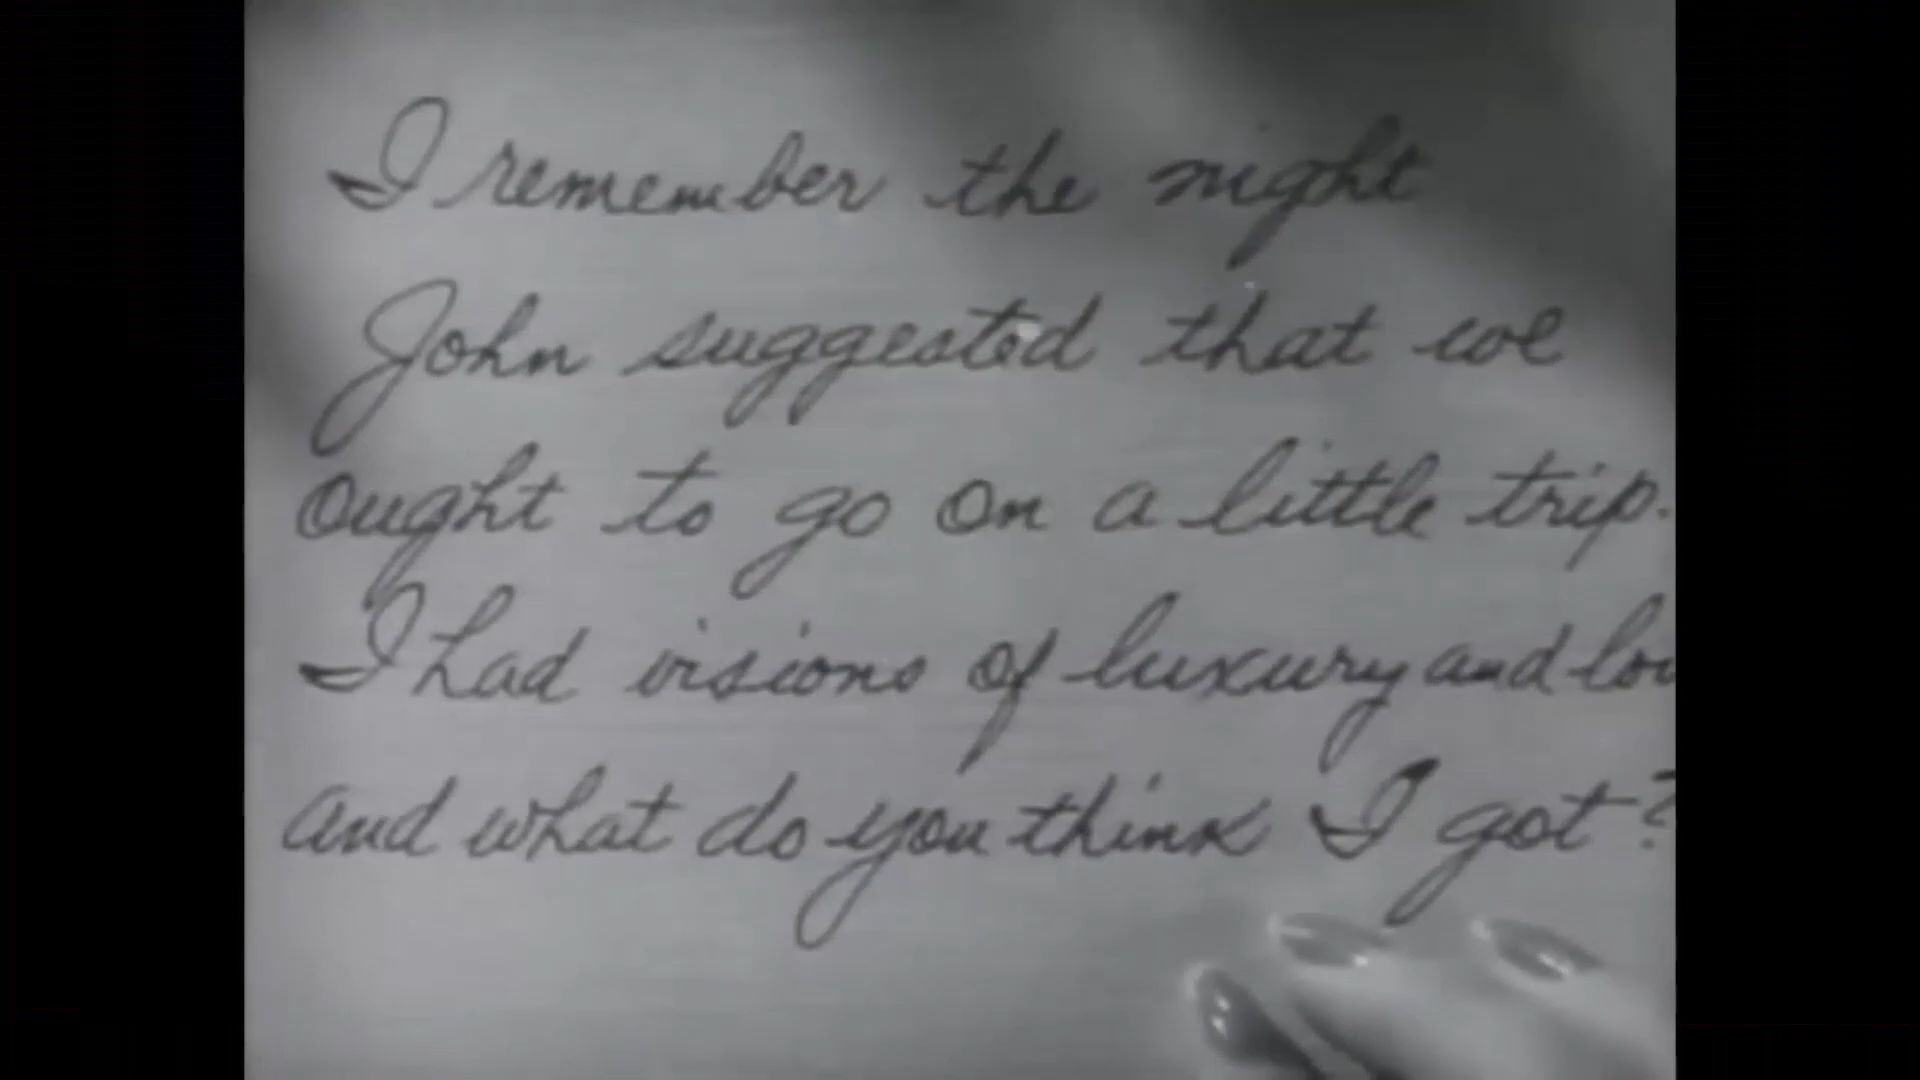 I remember the night
John suggested that we
ought to go on a little trip.
I had visions of luxury and
and what do you think I got?